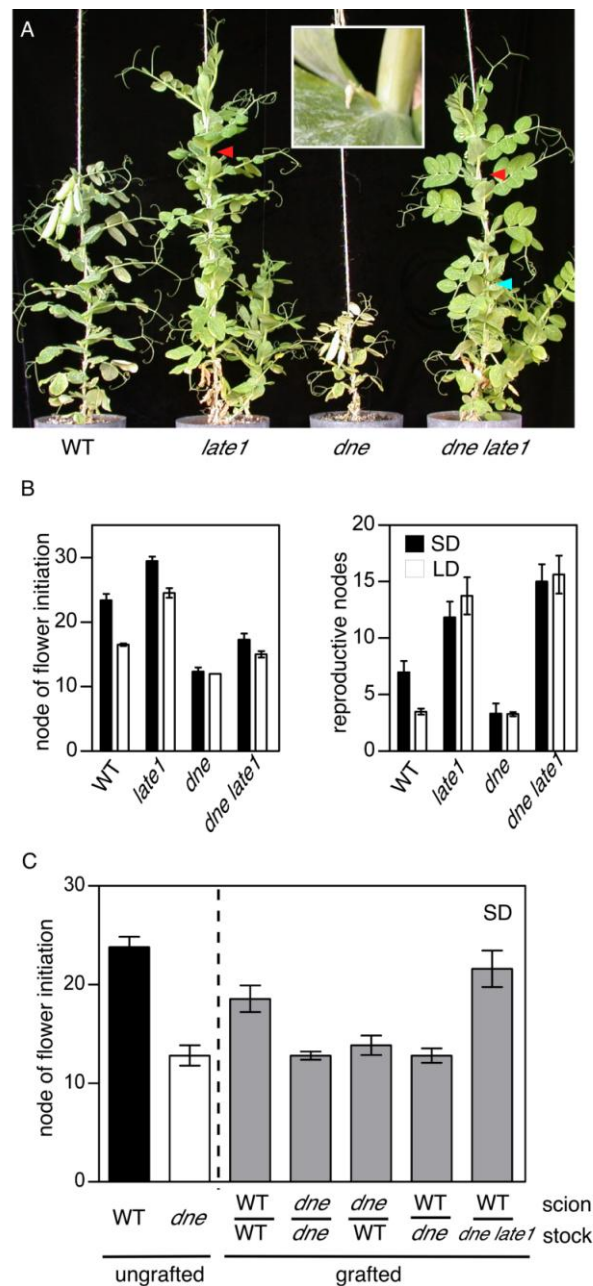 A
WT late1 dne dne late1
B
node of flower initiation
30
20
10
0
WT late1 dne dne late1
reproductive nodes
20
15
10
5
0
SD
LD
WT late1 dne dne late1
C
node of flower initiation
30
20
10
0
SD
WT dne
WT dne dne WT WT scion
WT dne WT dne dne late1 stock
ungrafted grafted